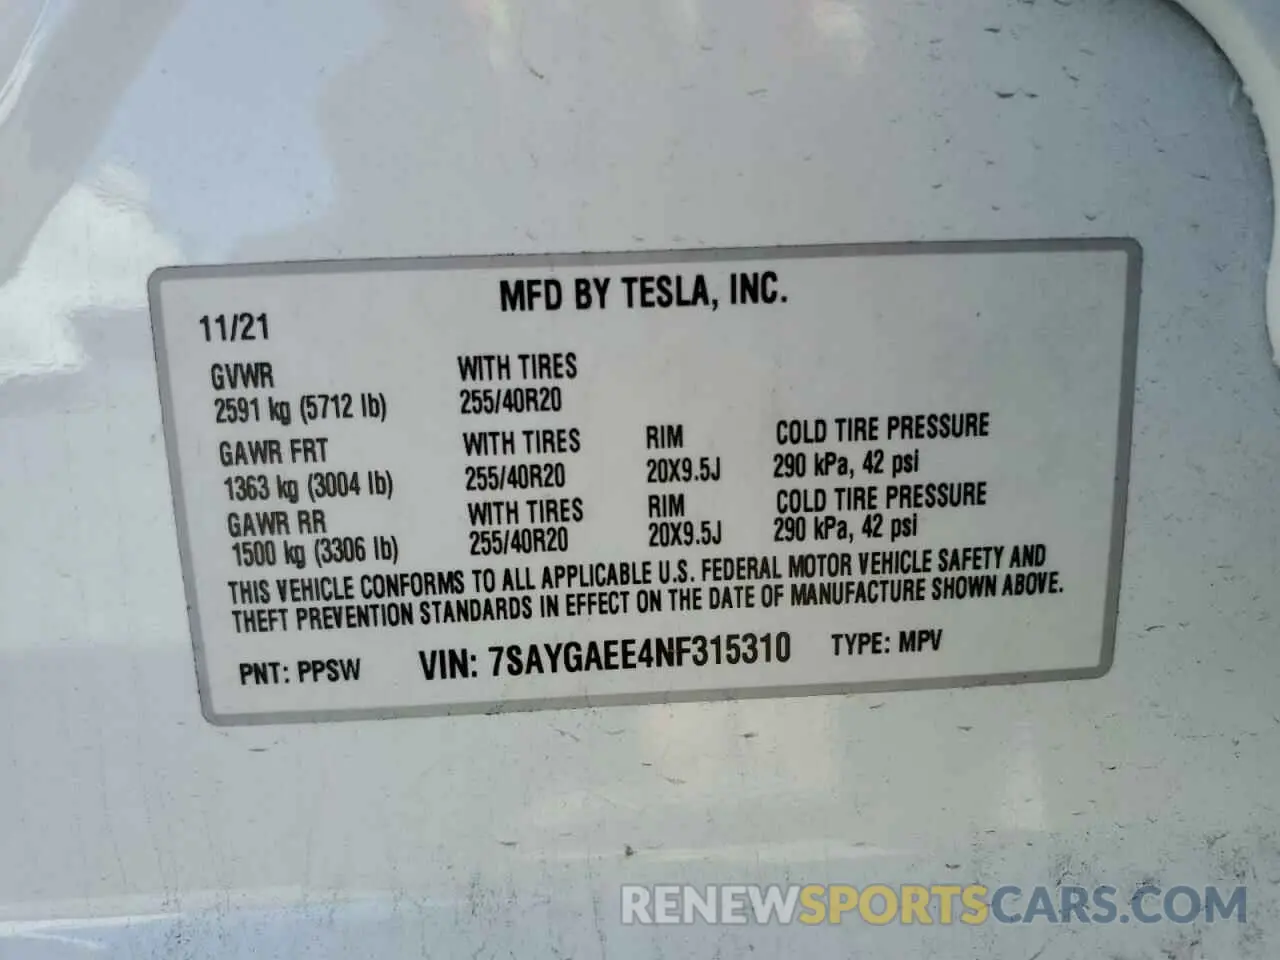 MFD BY TESLA, INC.
11/21
GVWR WITH TIRES
2591 kg (5712 lb) 255/40R20
GAWR FRT WITH TIRES RIM COLD TIRE PRESSURE
1363 kg (3004 lb) 255/40R20 20X9.5J 290 kPa, 42 psi
GAWR RR WITH TIRES RIM COLD TIRE PRESSURE
1500 kg (3306 lb) 255/40R20 20X9.5J 290 kPa, 42 psi
THIS VEHICLE CONFORMS TO ALL APPLICABLE U.S. FEDERAL MOTOR VEHICLE SAFETY AND
THEFT PREVENTION STANDARDS IN EFFECT ON THE DATE OF MANUFACTURE SHOWN ABOVE.
PNT: PPSW VIN: 7SAYGAEE4NF315310 TYPE: MPV
RENEWSPORTSCARS.COM